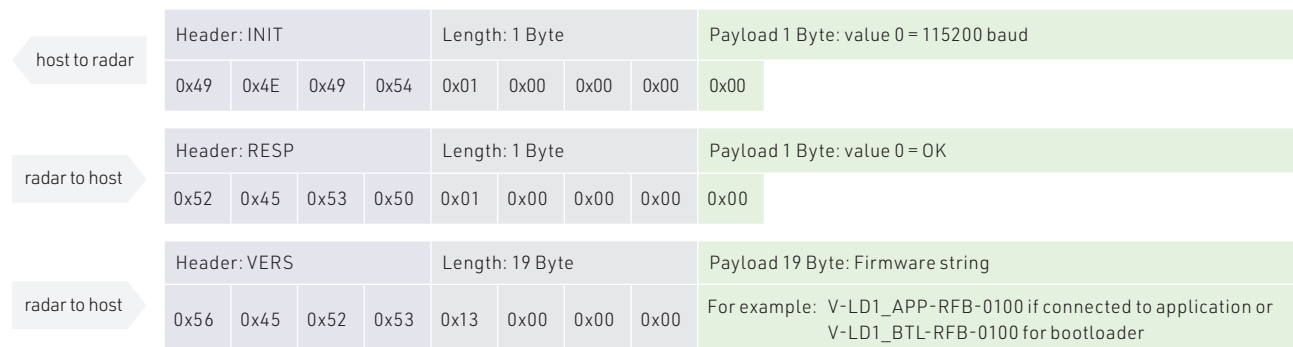 host to radar
Header: INIT Length: 1 Byte Payload 1 Byte: value 0 = 115200 baud
0x49 0x4E 0x49 0x54 0x01 0x00 0x00 0x00 0x00
radar to host
Header: RESP Length: 1 Byte Payload 1 Byte: value 0 = OK
0x52 0x45 0x53 0x50 0x01 0x00 0x00 0x00 0x00
radar to host
Header: VERS Length: 19 Byte Payload 19 Byte: Firmware string
0x56 0x45 0x52 0x53 0x13 0x00 0x00 0x00 For example: V-LD1_APP-RFB-0100 if connected to application or
V-LD1_BTL-RFB-0100 for bootloader